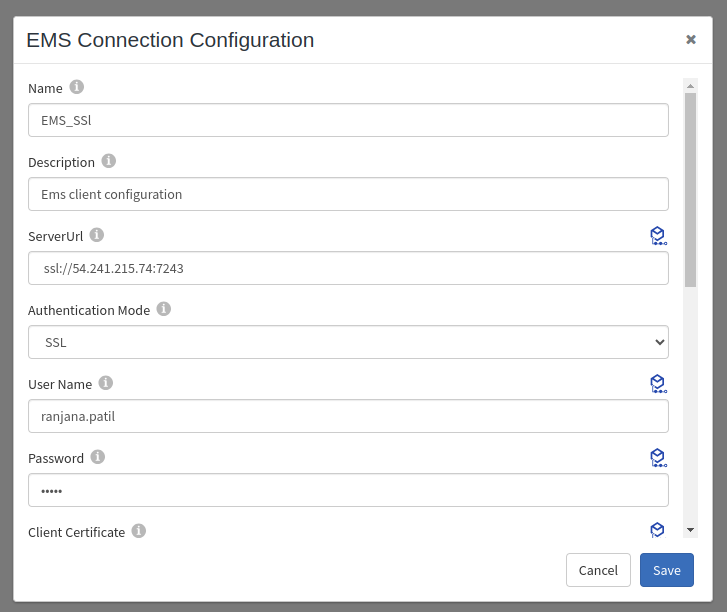 EMS Connection Configuration
Name
EMS_SSl
Description
Ems client configuration
ServerUrl
ssl://54.241.215.74:7243
Authentication Mode
SSL
User Name
ranjana.patil
Password
•••••
Client Certificate
Cancel Save